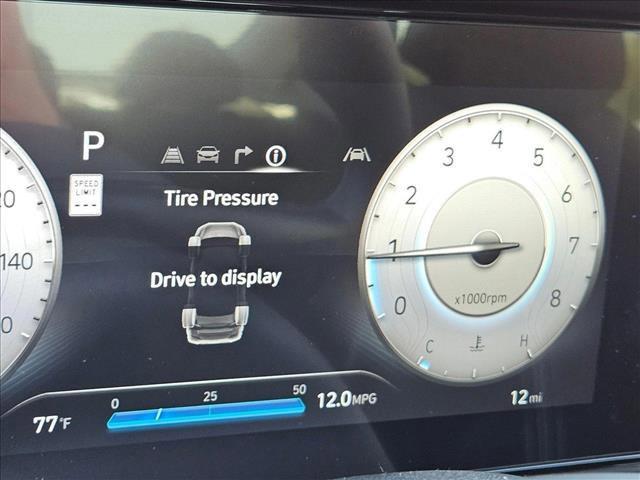 P
SPEED
LIMIT
---
Tire Pressure
Drive to display
20
140
0
0
1
2
3
4
5
6
7
8
x1000rpm
C
H
0
25
50
77°F
12.0MPG
12mi